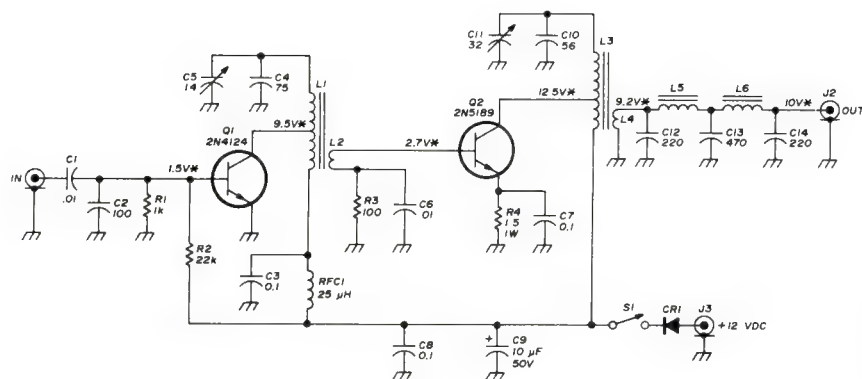 C11
32
C10
56
L3
C5
14
C4
75
L1
Q1
2N4124
9.5V*
Q2
2N5189
12.5V*
L5
L6
J2
9.2V*
L4
10V*
OUT
L2
2.7V*
C12
220
C13
470
C14
220
IN
C1
.01
1.5V*
C2
100
R1
1k
R3
100
C6
.01
R4
1.5
1W
C7
0.1
R2
22k
C3
0.1
RFC1
25 μH
S1
CR1
J3
+12 VDC
C8
0.1
+
C9
10 μF
50V